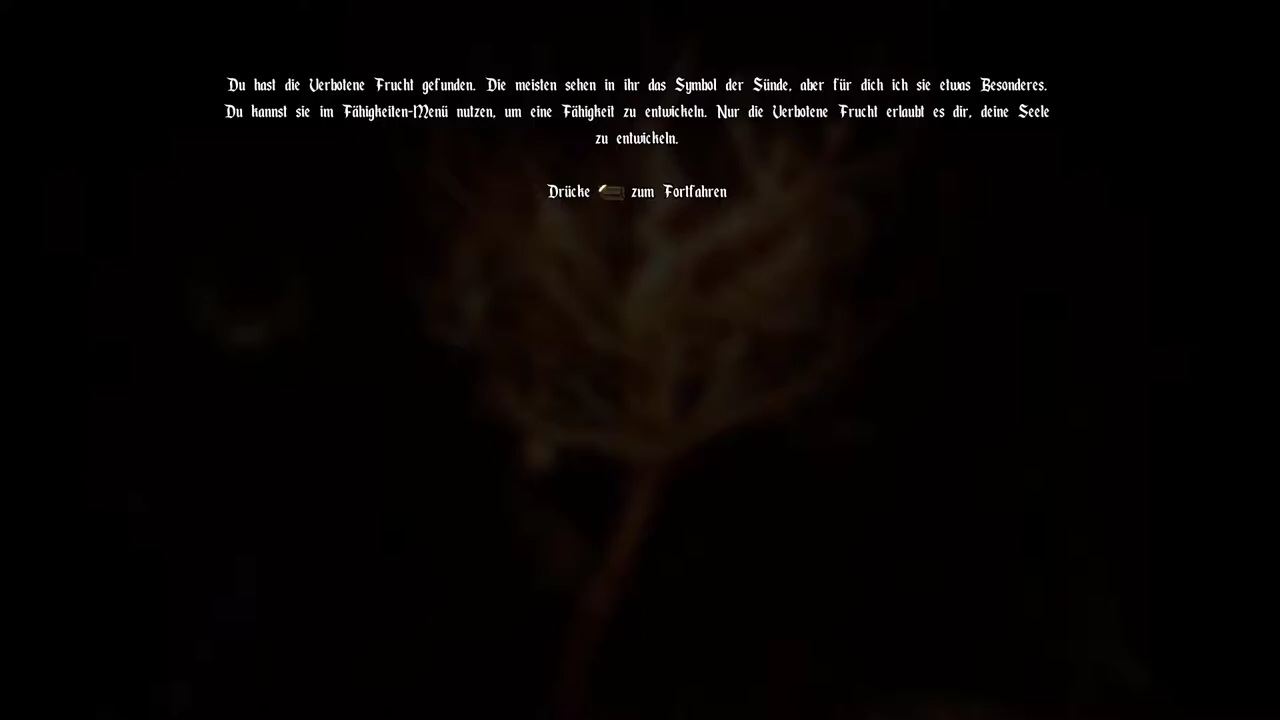 Du hast die Verbotene Frucht gefunden. Die meisten sehen in ihr das Symbol der Sünde, aber für dich ich sie etwas Besonderes.
Du kannst sie im Fähigkeiten-Menü nutzen, um eine Fähigkeit zu entwickeln. Nur die Verbotene Frucht erlaubt es dir, deine Seele
zu entwickeln.
Drücke zum Fortfahren